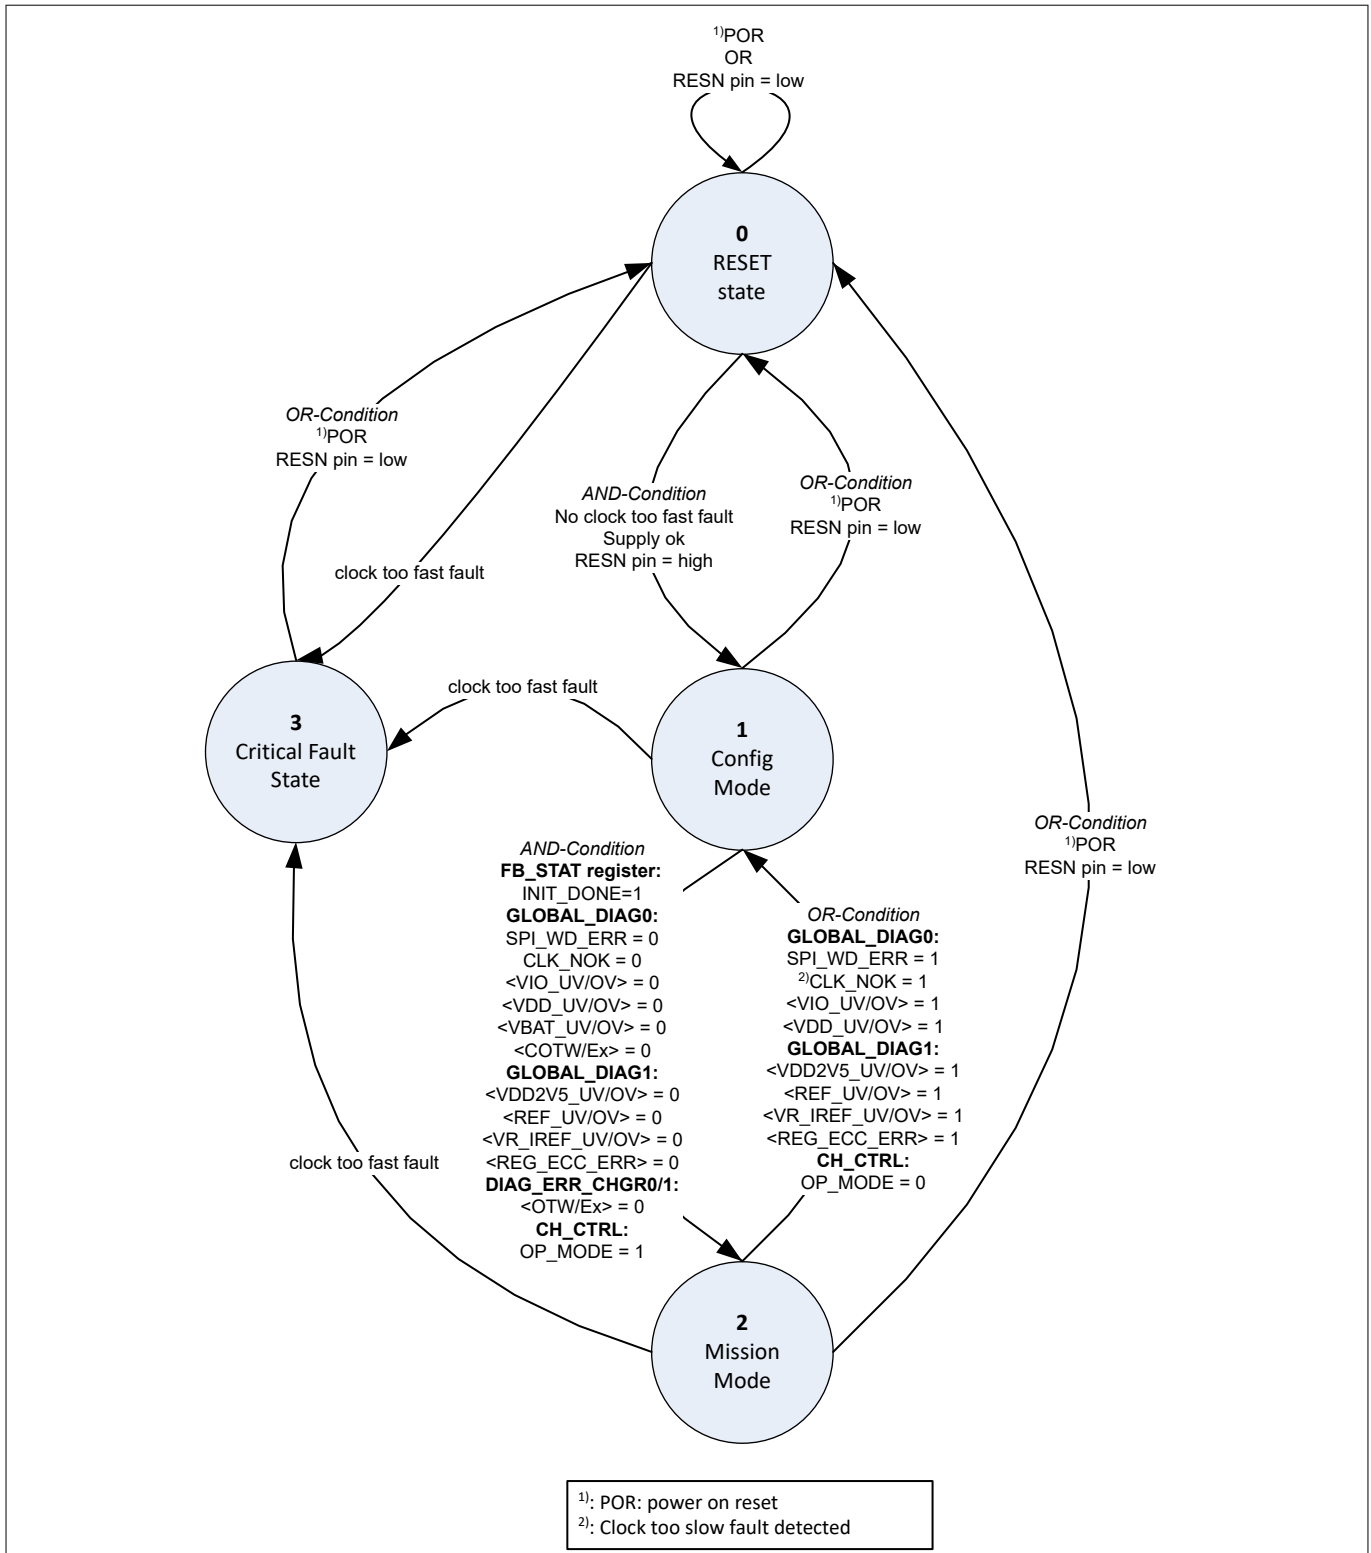 1)POR
OR
RESN pin = low
0
RESET
state
OR-Condition
1)POR
RESN pin = low
clock too fast fault
AND-Condition
No clock too fast fault
Supply ok
RESN pin = high
OR-Condition
1)POR
RESN pin = low
3
Critical Fault
State
clock too fast fault
1
Config
Mode
OR-Condition
1)POR
RESN pin = low
AND-Condition
FB_STAT register:
INIT_DONE=1
GLOBAL_DIAG0:
SPI_WD_ERR = 0
CLK_NOK = 0
<VIO_UV/OV> = 0
<VDD_UV/OV> = 0
<VBAT_UV/OV> = 0
<COTW/Ex> = 0
GLOBAL_DIAG1:
<VDD2V5_UV/OV> = 0
<REF_UV/OV> = 0
<VR_IREF_UV/OV> = 0
<REG_ECC_ERR> = 0
DIAG_ERR_CHGR0/1:
<OTW/Ex> = 0
CH_CTRL:
OP_MODE = 1
OR-Condition
GLOBAL_DIAG0:
SPI_WD_ERR = 1
2)CLK_NOK = 1
<VIO_UV/OV> = 1
<VDD_UV/OV> = 1
GLOBAL_DIAG1:
<VDD2V5_UV/OV> = 1
<REF_UV/OV> = 1
<VR_IREF_UV/OV> = 1
<REG_ECC_ERR> = 1
CH_CTRL:
OP_MODE = 0
clock too fast fault
2
Mission
Mode
1): POR: power on reset
2): Clock too slow fault detected